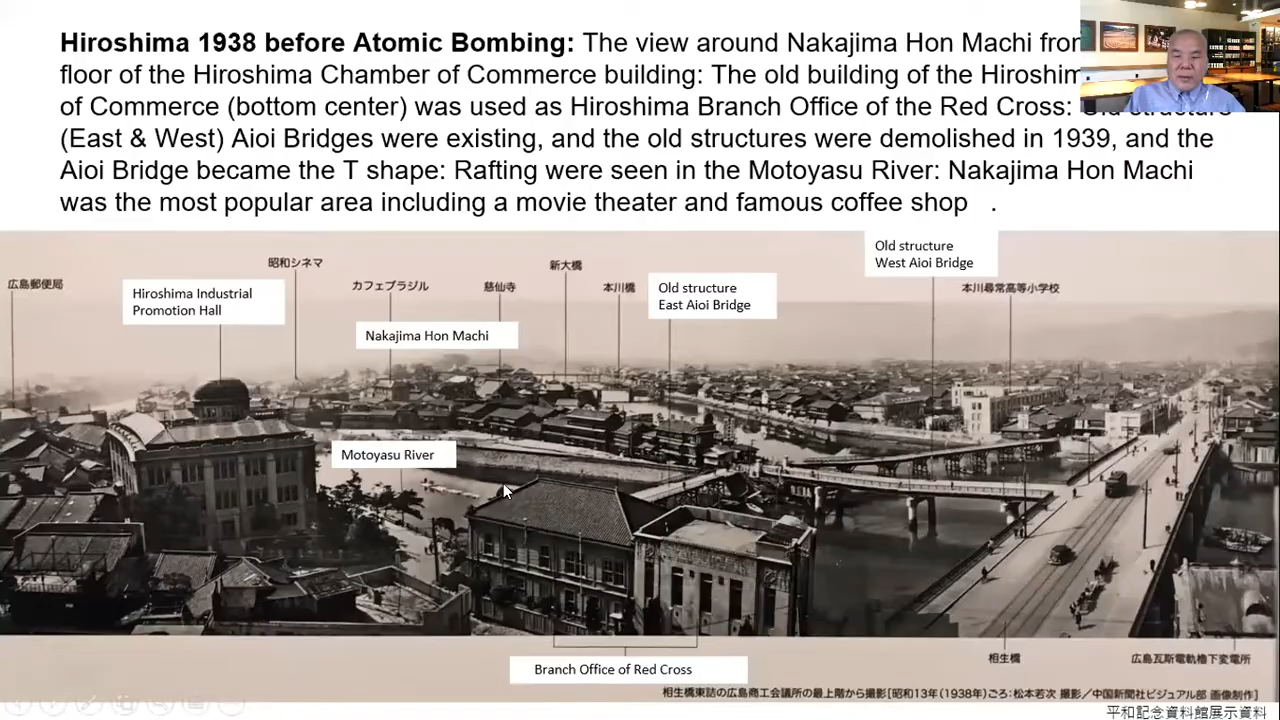 Hiroshima 1938 before Atomic Bombing: The view around Nakajima Hon Machi
floor of the Hiroshima Chamber of Commerce building: The old building of the
of Commerce (bottom center) was used as Hiroshima Branch Office of the Red Cross:
(East & West) Aioi Bridges were existing, and the old structures were demolished in 1939, and the
Aioi Bridge became the T shape: Rafting were seen in the Motoyasu River: Nakajima Hon Machi
was the most popular area including a movie theater and famous coffee shop .
Old structure
West Aioi Bridge
昭和シネマ
新大橋
広島郵便局
Hiroshima Industrial
Promotion Hall
カフェブラジル
慈仙寺
本川橋
Old structure
East Aioi Bridge
本川尋常高等小学校
Nakajima Hon Machi
Motoyasu River
Branch Office of Red Cross
相生橋
広島瓦斯電軌櫓下変電所
相生橋東詰の広島商工会議所の最上階から撮影[昭和13年(1938年)ごろ:松本若次 撮影/中国新聞社ビジュアル部 画像制作]
平和記念資料館展示資料